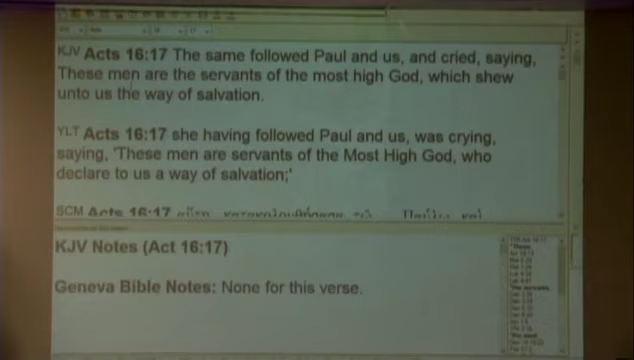 KJV Acts 16:17 The same followed Paul and us, and cried, saying,
These men are the servants of the most high God, which shew
unto us the way of salvation.
YLT Acts 16:17 she having followed Paul and us, was crying,
saying, 'These men are servants of the Most High God, who
declare to us a way of salvation;'
SCM Acts 16:17
KJV Notes (Act 16:17)
Geneva Bible Notes: None for this verse.